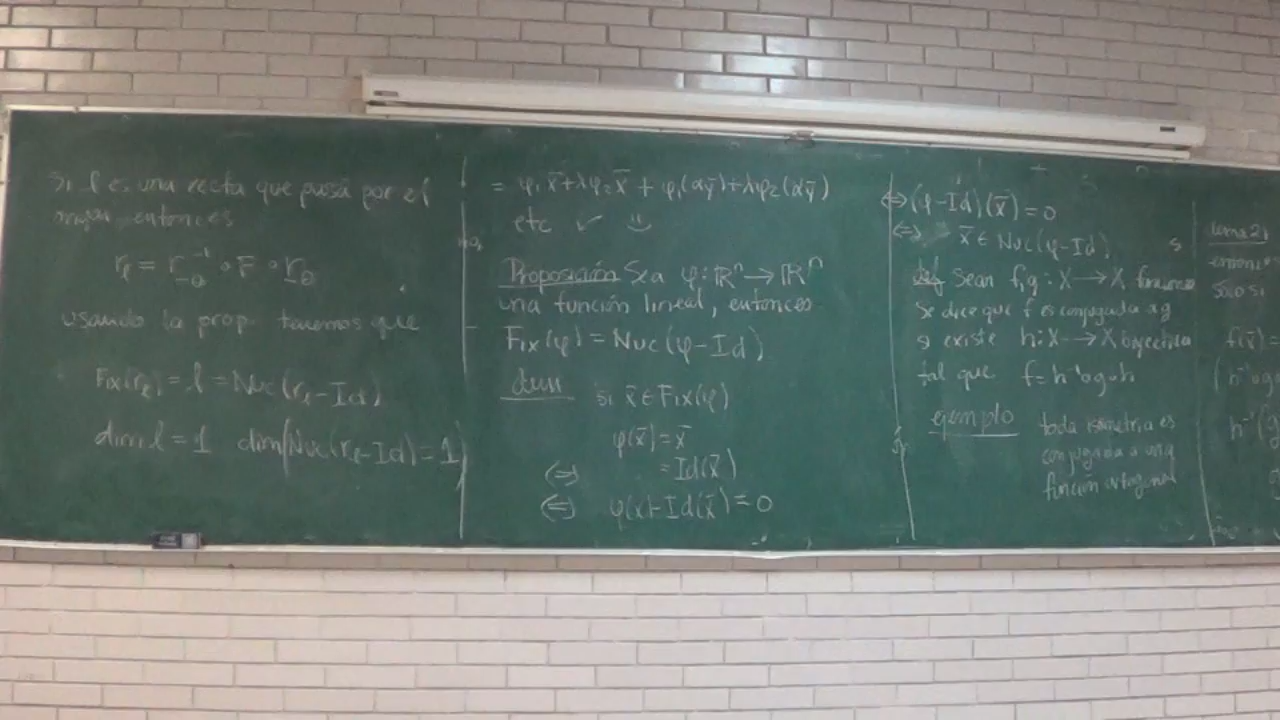 Si l es una recta que pasa por el
origen entonces
r_l = r_{-θ}^{-1} ∘ F ∘ r_θ
usando la prop. tenemos que
Fix(r_l) = l = Nuc(r_l - Id)
dim l = 1 dim(Nuc(r_l - Id) = 1
= φ₁x̄ + λφ₂x̄ + φ₁(αȳ) + λφ₂(αȳ)
etc ✓
Proposición Sea φ: ℝⁿ → ℝⁿ
una función lineal, entonces
Fix(φ) = Nuc(φ - Id)
dem si x̄ ∈ Fix(φ)
φ(x̄) = x̄
⇔ = Id(x̄)
⇔ φ(x) - Id(x̄) = 0
⇔ (φ - Id)(x̄) = 0
⇔ x̄ ∈ Nuc(φ - Id)
def Sean f, g: X → X funciones
se dice que f es conjugada a g
si existe h: X → X biyectiva
tal que f = h⁻¹∘g∘h
ejemplo toda isometría es
conjugada a una
función ortogonal
sólo si
f(x̄) =
(h⁻¹∘g
h⁻¹(g